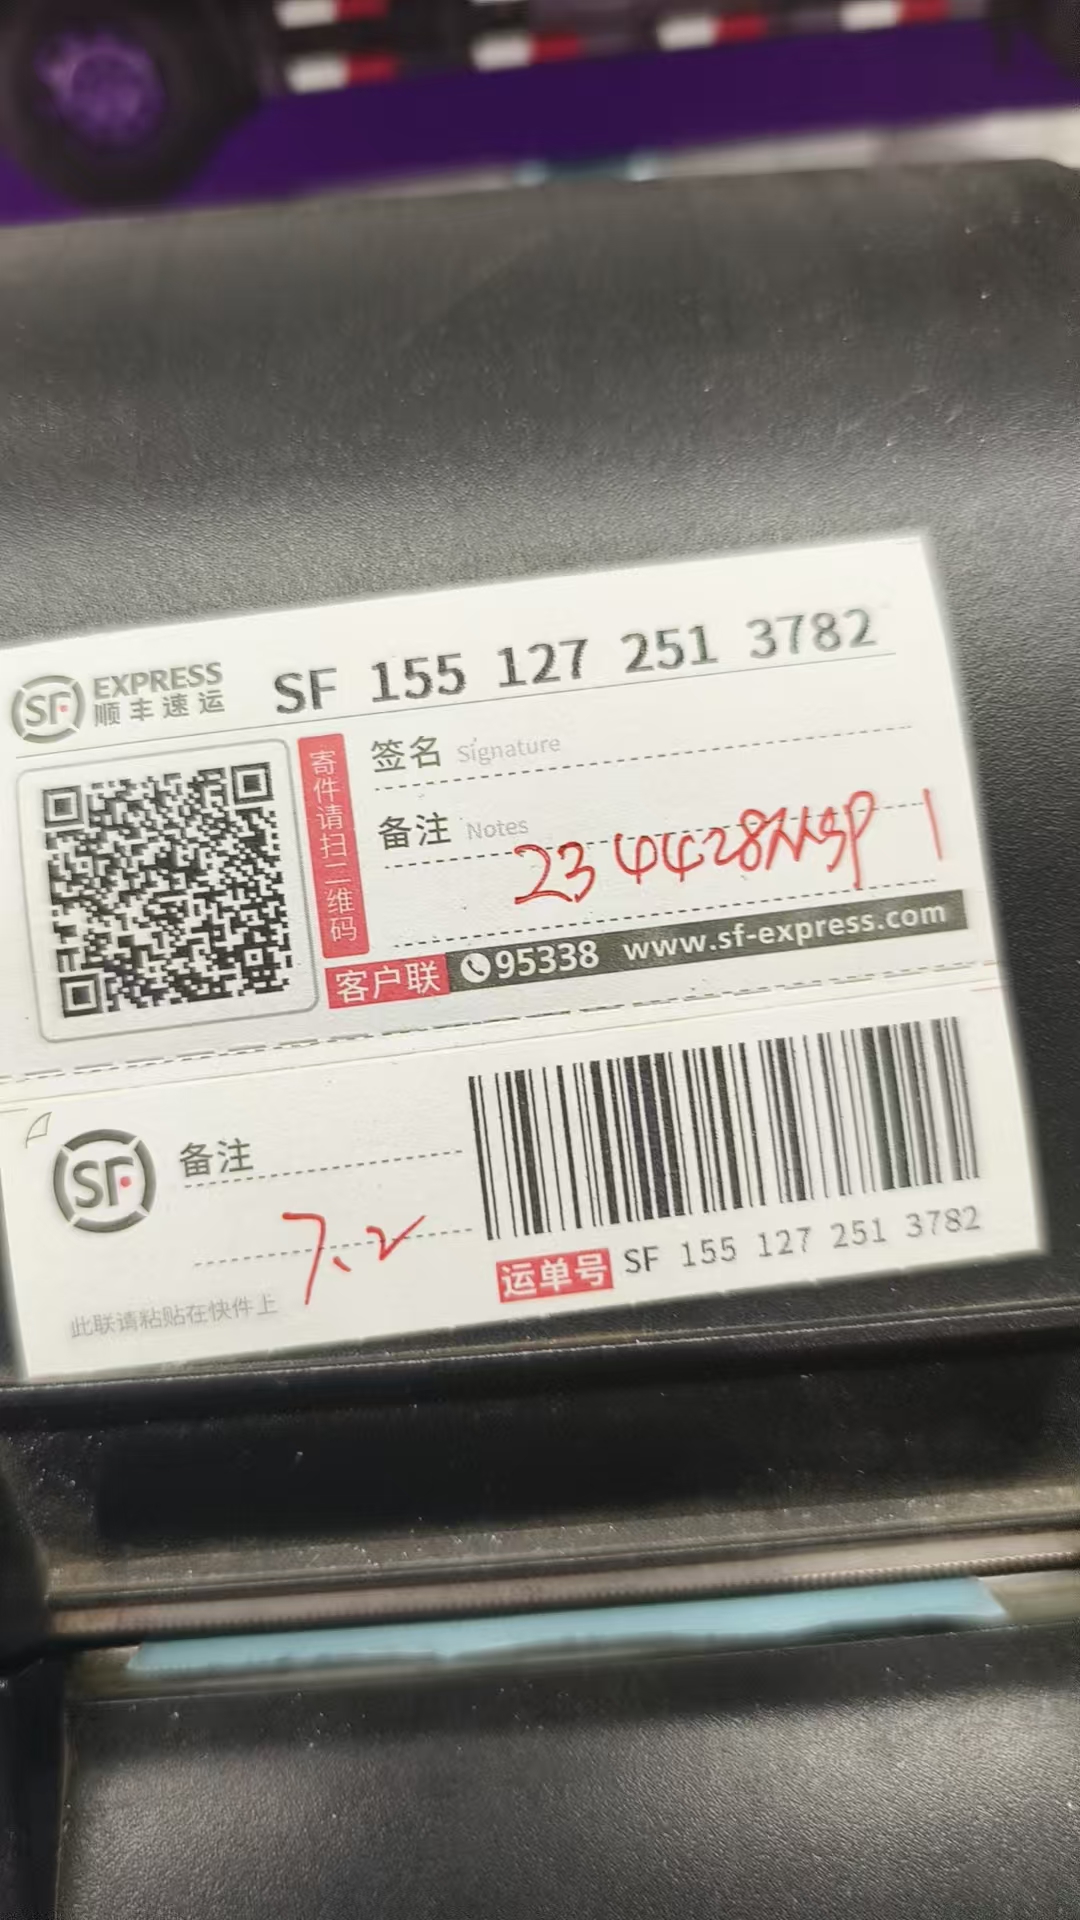 SF EXPRESS
顺丰速运
SF 155 127 251 3782
寄件请扫二维码
签名 Signature
备注 Notes
客户联 95338 www.sf-express.com
SF 备注
7.2
运单号 SF 155 127 251 3782
此联请粘贴在快件上